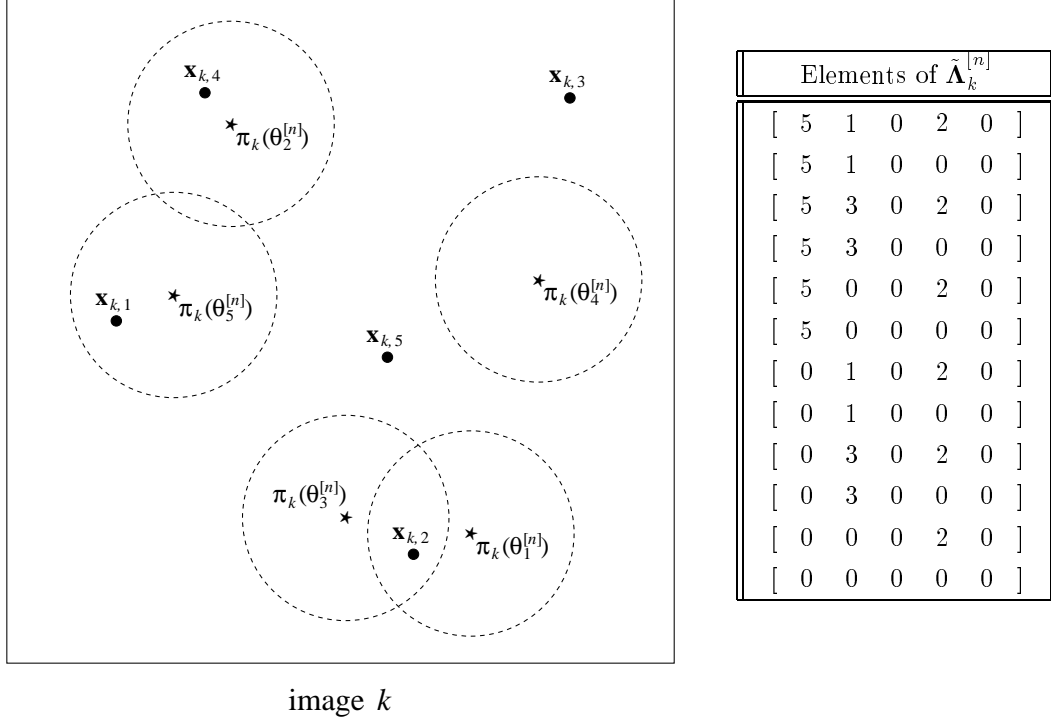 x_{k,4}
x_{k,3}
π_k(θ_2^{[n]})
x_{k,1}
π_k(θ_5^{[n]})
π_k(θ_4^{[n]})
x_{k,5}
π_k(θ_3^{[n]})
x_{k,2}
π_k(θ_1^{[n]})
image k
Elements of Λ̃_k^{[n]}
[ 5 1 0 2 0 ]
[ 5 1 0 0 0 ]
[ 5 3 0 2 0 ]
[ 5 3 0 0 0 ]
[ 5 0 0 2 0 ]
[ 5 0 0 0 0 ]
[ 0 1 0 2 0 ]
[ 0 1 0 0 0 ]
[ 0 3 0 2 0 ]
[ 0 3 0 0 0 ]
[ 0 0 0 2 0 ]
[ 0 0 0 0 0 ]